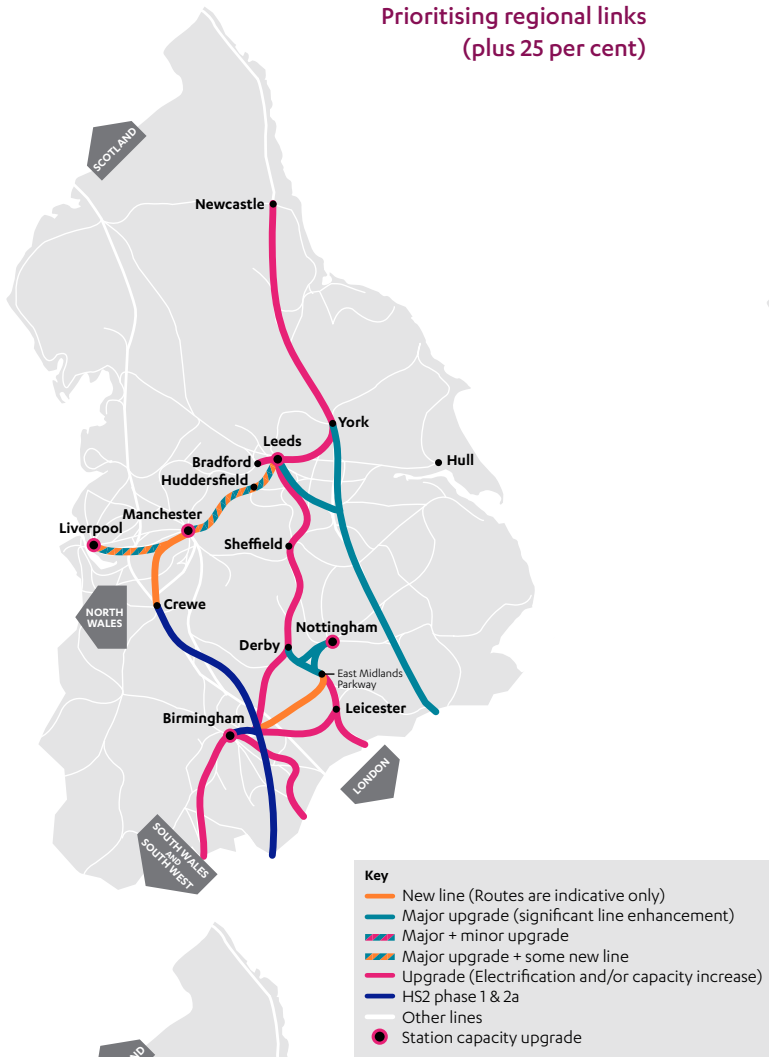 Prioritising regional links
(plus 25 per cent)
SCOTLAND
Newcastle
York
Leeds
Bradford
Hull
Huddersfield
Manchester
Liverpool
Sheffield
Crewe
NORTH
WALES
Nottingham
Derby
East Midlands
Parkway
Leicester
Birmingham
LONDON
SOUTH WALES
AND
SOUTH WEST
Key
New line (Routes are indicative only)
Major upgrade (significant line enhancement)
Major + minor upgrade
Major upgrade + some new line
Upgrade (Electrification and/or capacity increase)
HS2 phase 1 & 2a
Other lines
Station capacity upgrade